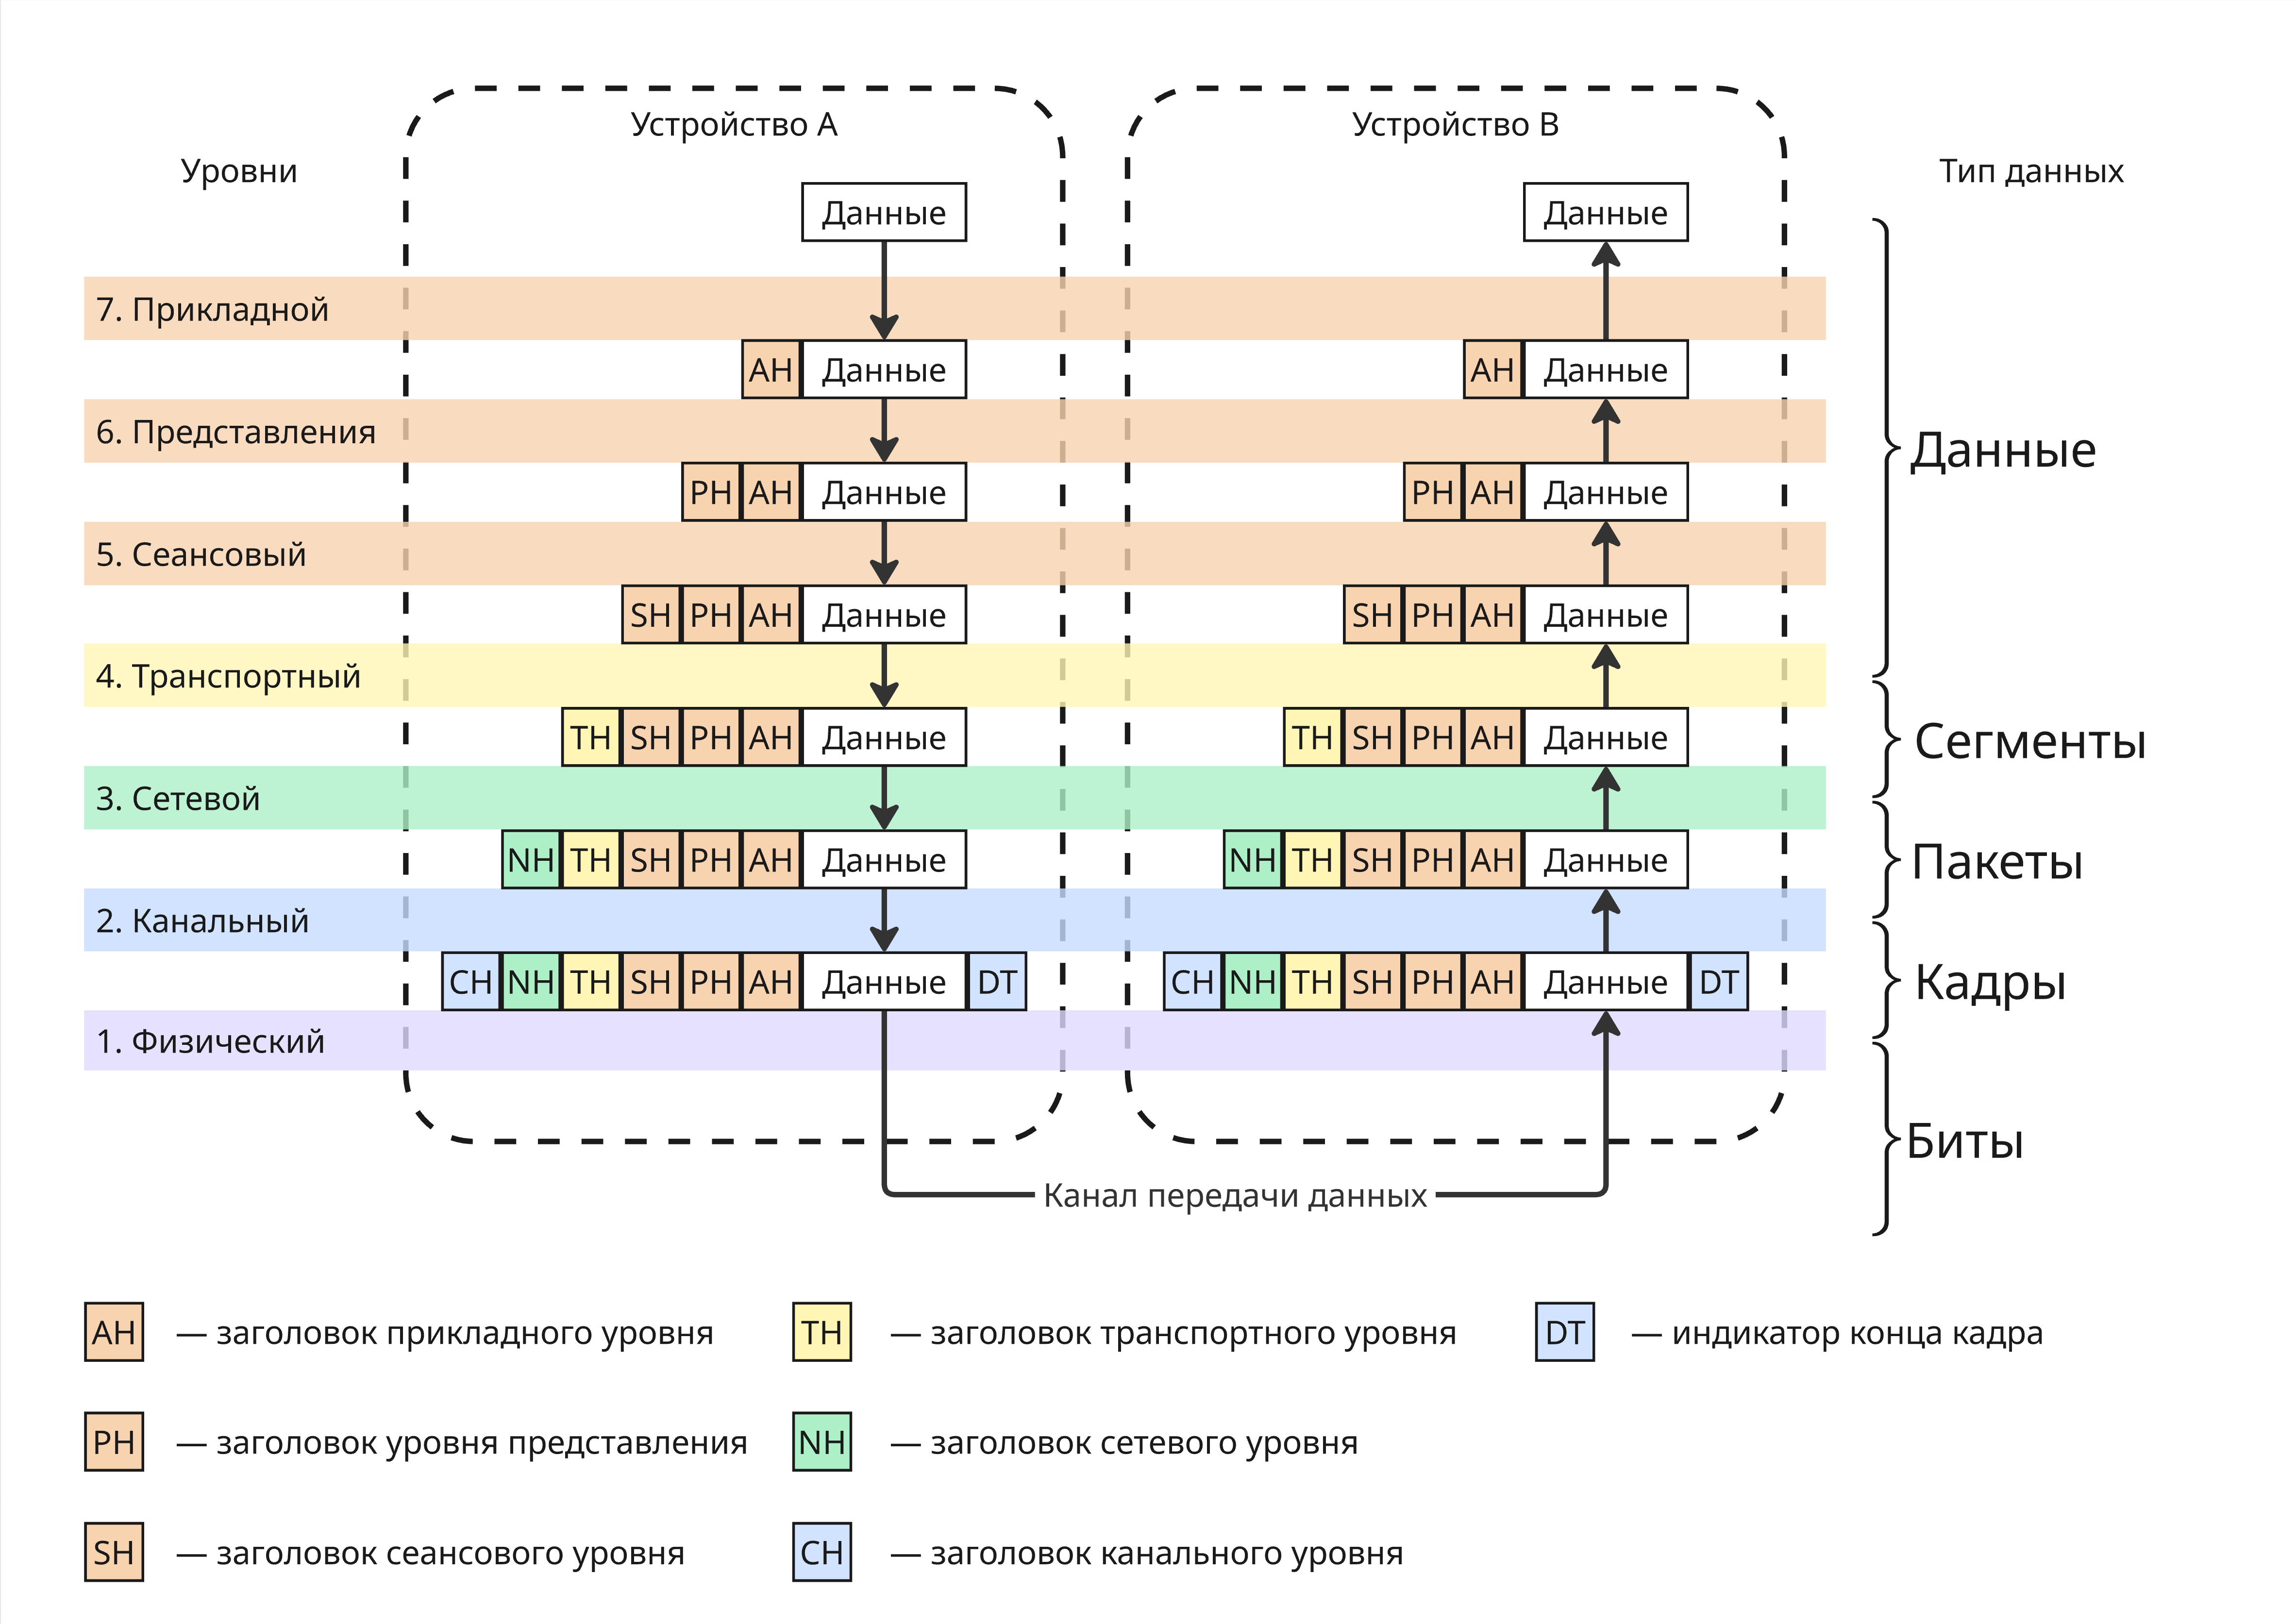 Устройство А
Устройство В
Уровни
Тип данных
Данные
Данные
7. Прикладной
AH Данные
AH Данные
6. Представления
Данные
PH AH Данные
PH AH Данные
5. Сеансовый
SH PH AH Данные
SH PH AH Данные
4. Транспортный
TH SH PH AH Данные
TH SH PH AH Данные
Сегменты
3. Сетевой
NH TH SH PH AH Данные
NH TH SH PH AH Данные
Пакеты
2. Канальный
CH NH TH SH PH AH Данные DT
CH NH TH SH PH AH Данные DT
Кадры
1. Физический
Биты
Канал передачи данных
AH — заголовок прикладного уровня
TH — заголовок транспортного уровня
DT — индикатор конца кадра
PH — заголовок уровня представления
NH — заголовок сетевого уровня
SH — заголовок сеансового уровня
CH — заголовок канального уровня